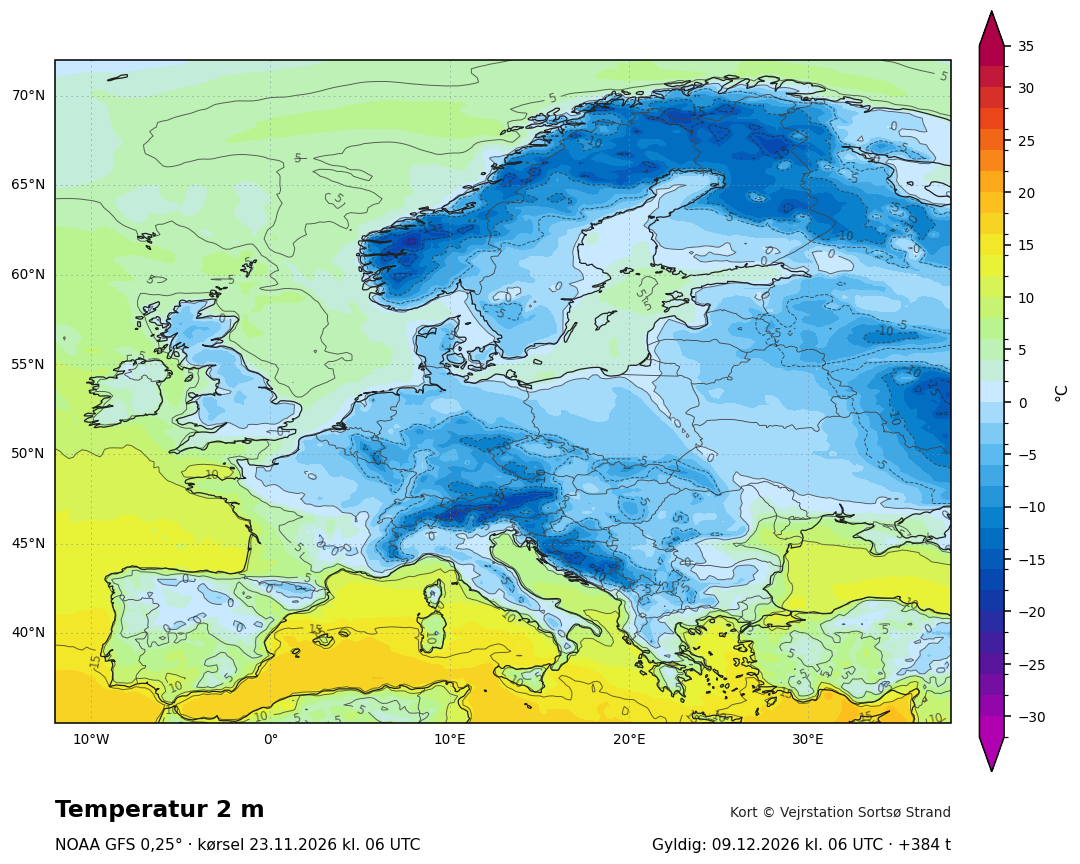 70°N
65°N
60°N
55°N
50°N
45°N
40°N
10°W
0°
10°E
20°E
30°E
35
30
25
20
15
10
5
0
−5
−10
−15
−20
−25
−30
°C
Temperatur 2 m
Kort © Vejrstation Sortsø Strand
NOAA GFS 0,25° · kørsel 23.11.2026 kl. 06 UTC
Gyldig: 09.12.2026 kl. 06 UTC · +384 t